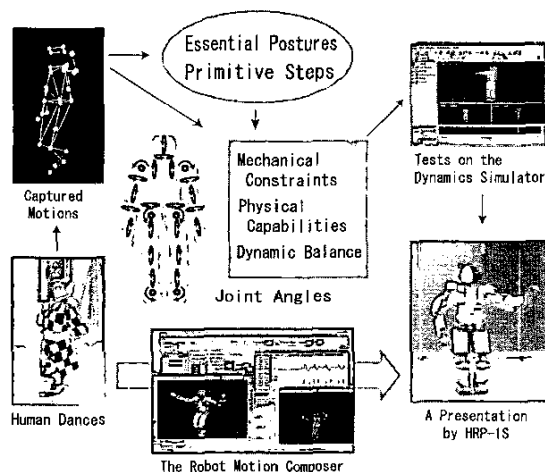 Essential Postures
Primitive Steps
Captured
Motions
Mechanical
Constraints
Physical
Capabilities
Dynamic Balance
Joint Angles
Tests on the
Dynamics Simulator
Human Dances
The Robot Motion Composer
A Presentation
by HRP-1S